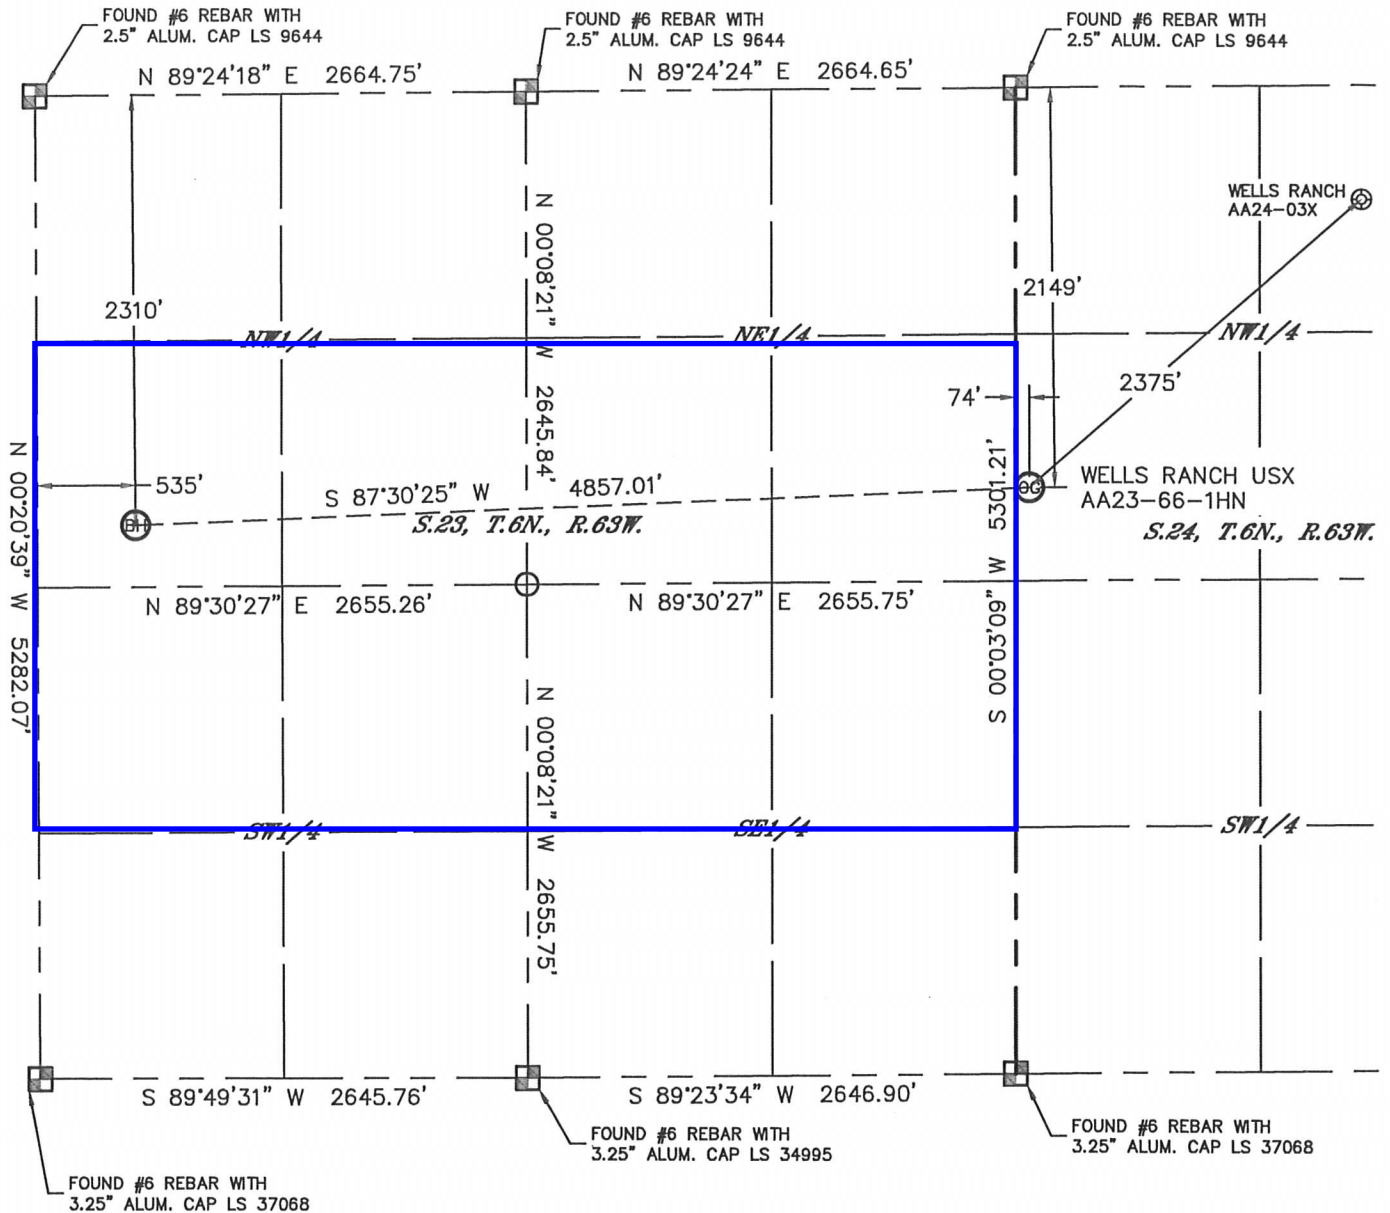 FOUND #6 REBAR WITH
2.5" ALUM. CAP LS 9644
FOUND #6 REBAR WITH
2.5" ALUM. CAP LS 9644
FOUND #6 REBAR WITH
2.5" ALUM. CAP LS 9644
N 89°24'18" E 2664.75'
N 89°24'24" E 2664.65'
WELLS RANCH
AA24-03X
N 00°08'21" W 2645.84'
2310'
2149'
NW1/4
NE1/4
NW1/4
2375'
74'
535'
S 87°30'25" W 4857.01'
S.23, T.6N., R.63W.
BH
OG
WELLS RANCH USX
AA23-66-1HN
S.24, T.6N., R.63W.
N 00°20'39" W 5282.07'
S 00°03'09" W 5301.21'
N 89°30'27" E 2655.26'
N 89°30'27" E 2655.75'
N 00°08'21" W 2655.75'
SW1/4
SE1/4
SW1/4
S 89°49'31" W 2645.76'
S 89°23'34" W 2646.90'
FOUND #6 REBAR WITH
3.25" ALUM. CAP LS 34995
FOUND #6 REBAR WITH
3.25" ALUM. CAP LS 37068
FOUND #6 REBAR WITH
3.25" ALUM. CAP LS 37068